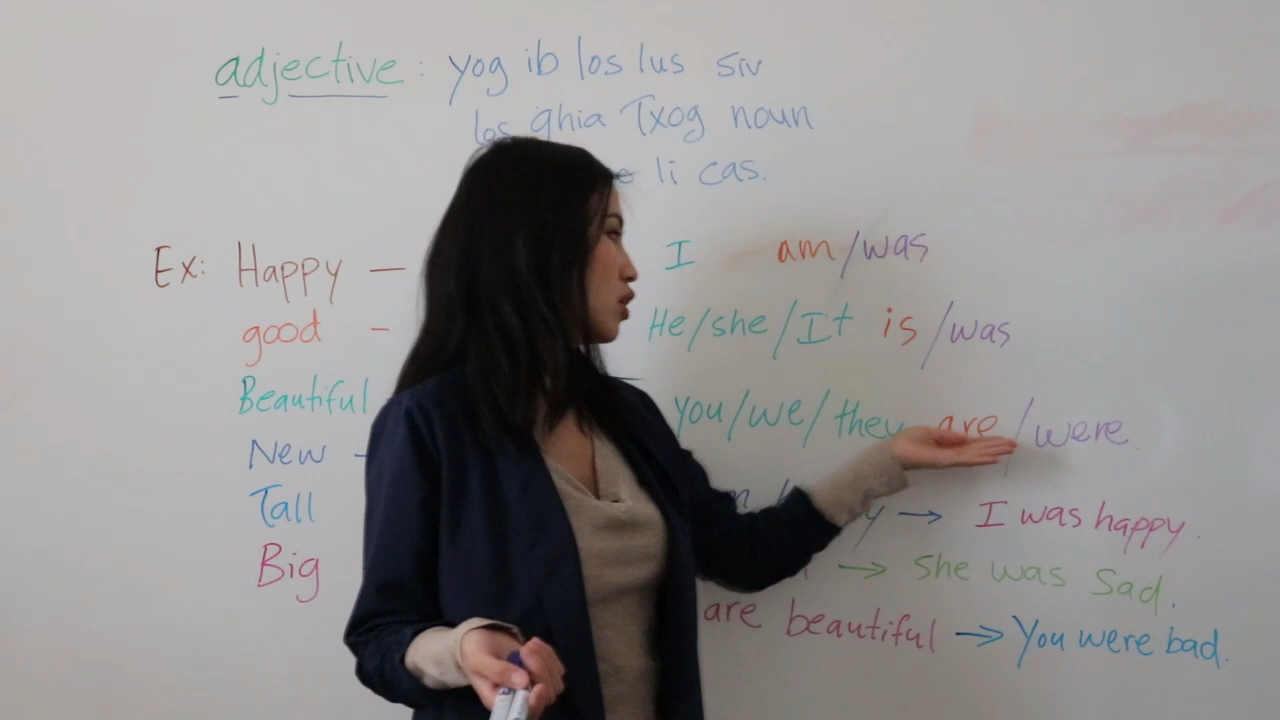 adjective: yog ib los lus siv
los qhia Txog noun
li cas.
Ex: Happy —
good -
Beautiful
New -
Tall
Big
I am/was
He/she/It is/was
you/we/they are/were
→ I was happy.
→ She was sad.
are beautiful → You were bad.